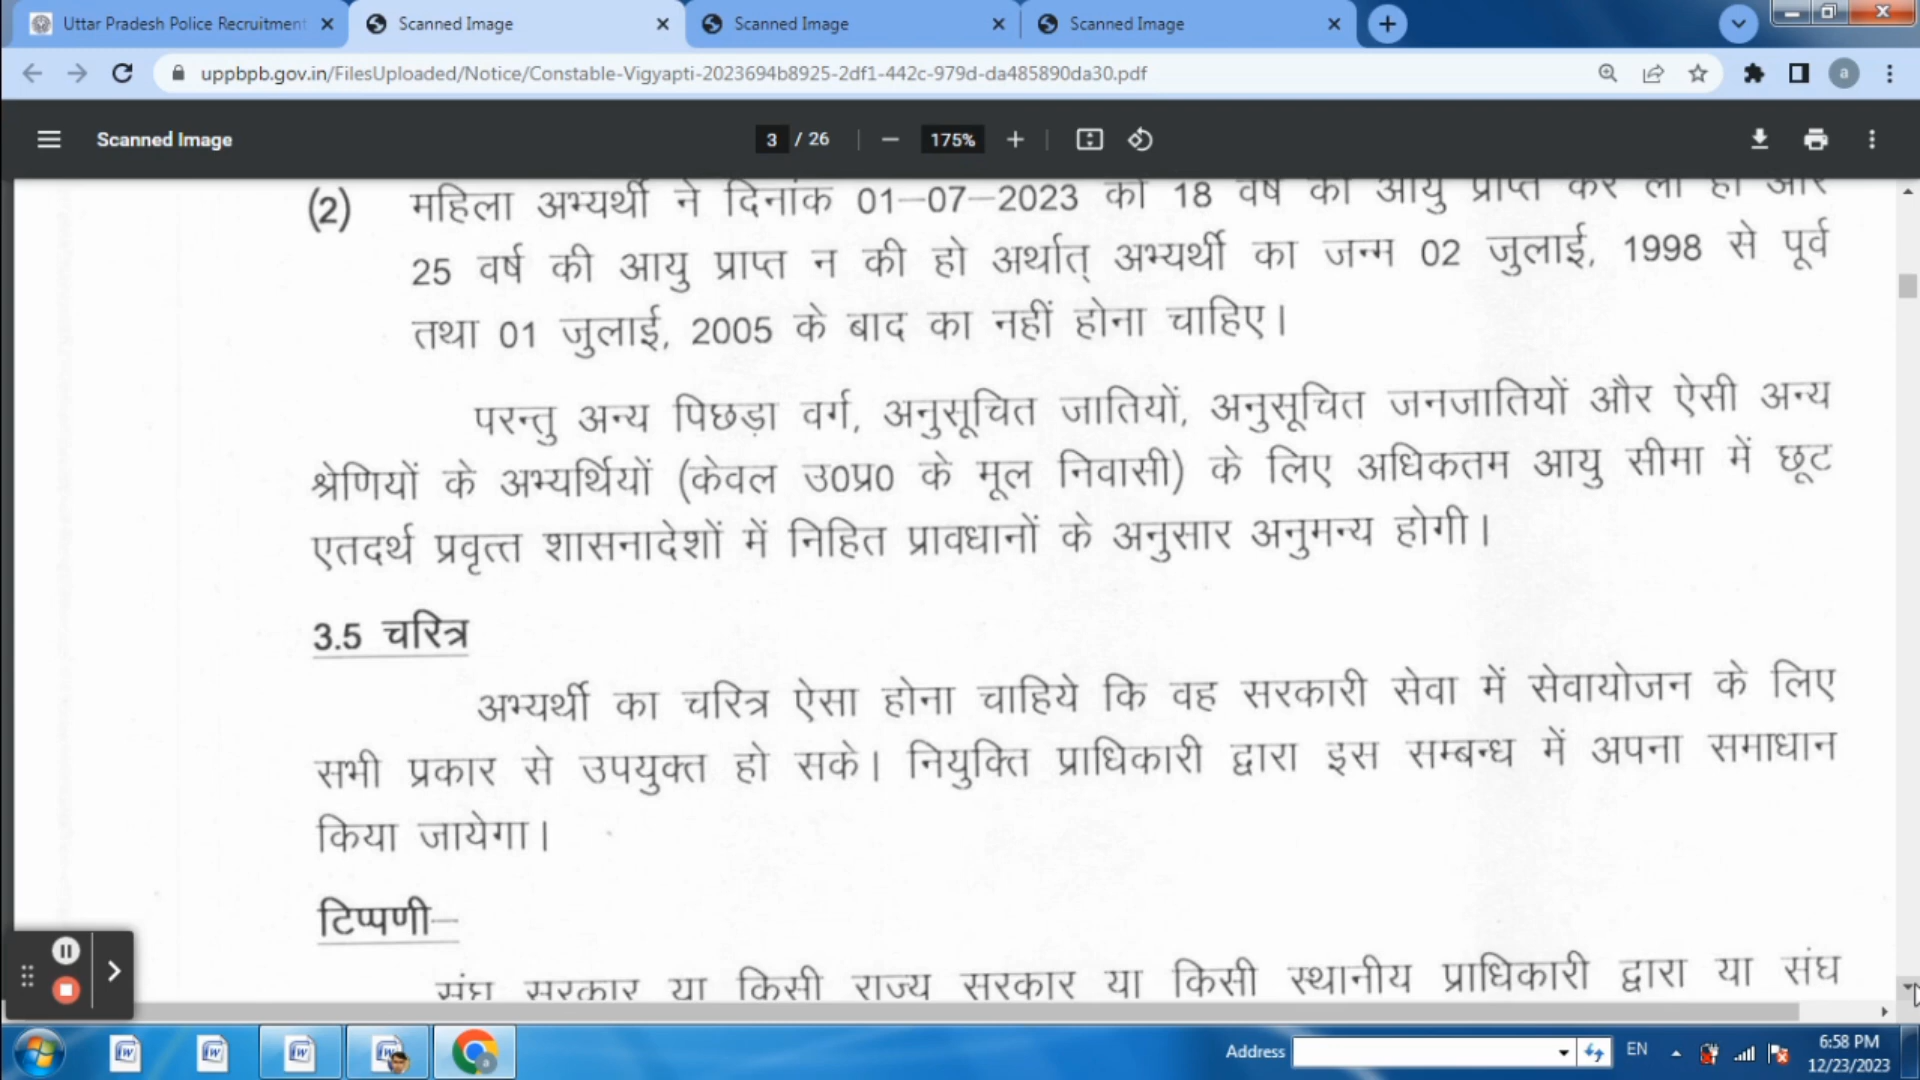 Uttar Pradesh Police Recruitment
Scanned Image
Scanned Image
Scanned Image
uppbpb.gov.in/FilesUploaded/Notice/Constable-Vigyapti-2023694b8925-2df1-442c-979d-da485890da30.pdf
a
Scanned Image
3 / 26
175%
(2) महिला अभ्यर्थी ने दिनांक 01–07–2023 को 18 वर्ष की आयु प्राप्त कर ली हो और
25 वर्ष की आयु प्राप्त न की हो अर्थात् अभ्यर्थी का जन्म 02 जुलाई, 1998 से पूर्व
तथा 01 जुलाई, 2005 के बाद का नहीं होना चाहिए।
परन्तु अन्य पिछड़ा वर्ग, अनुसूचित जातियों, अनुसूचित जनजातियों और ऐसी अन्य
श्रेणियों के अभ्यर्थियों (केवल उ0प्र0 के मूल निवासी) के लिए अधिकतम आयु सीमा में छूट
एतदर्थ प्रवृत्त शासनादेशों में निहित प्रावधानों के अनुसार अनुमन्य होगी।
3.5 चरित्र
अभ्यर्थी का चरित्र ऐसा होना चाहिये कि वह सरकारी सेवा में सेवायोजन के लिए
सभी प्रकार से उपयुक्त हो सके। नियुक्ति प्राधिकारी द्वारा इस सम्बन्ध में अपना समाधान
किया जायेगा।
टिप्पणी–
संघ सरकार या किसी राज्य सरकार या किसी स्थानीय प्राधिकारी द्वारा या संघ
Address
EN
6:58 PM
12/23/2023